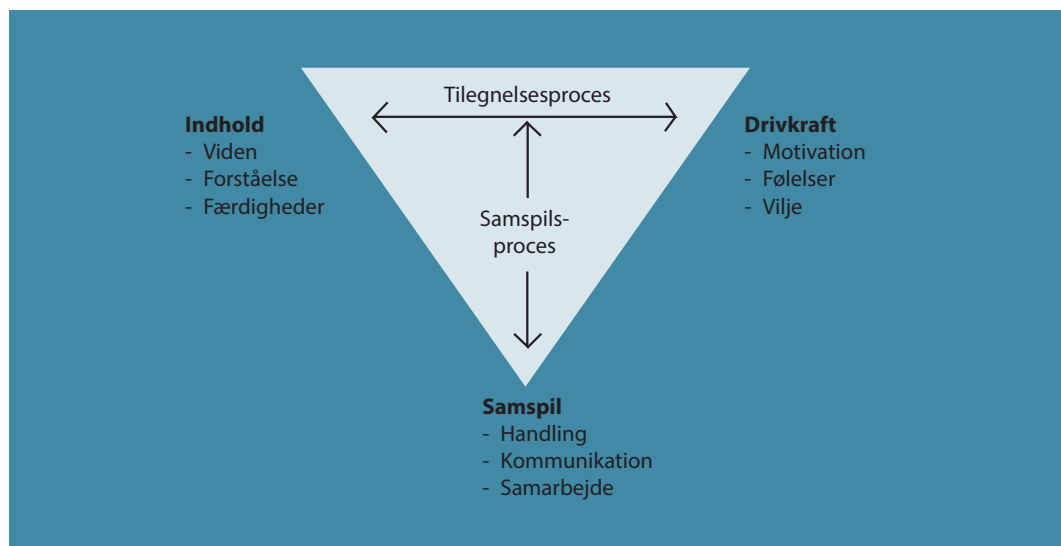 Tilegnelsesproces
Indhold
- Viden
- Forståelse
- Færdigheder
Drivkraft
- Motivation
- Følelser
- Vilje
Samspils-
proces
Samspil
- Handling
- Kommunikation
- Samarbejde